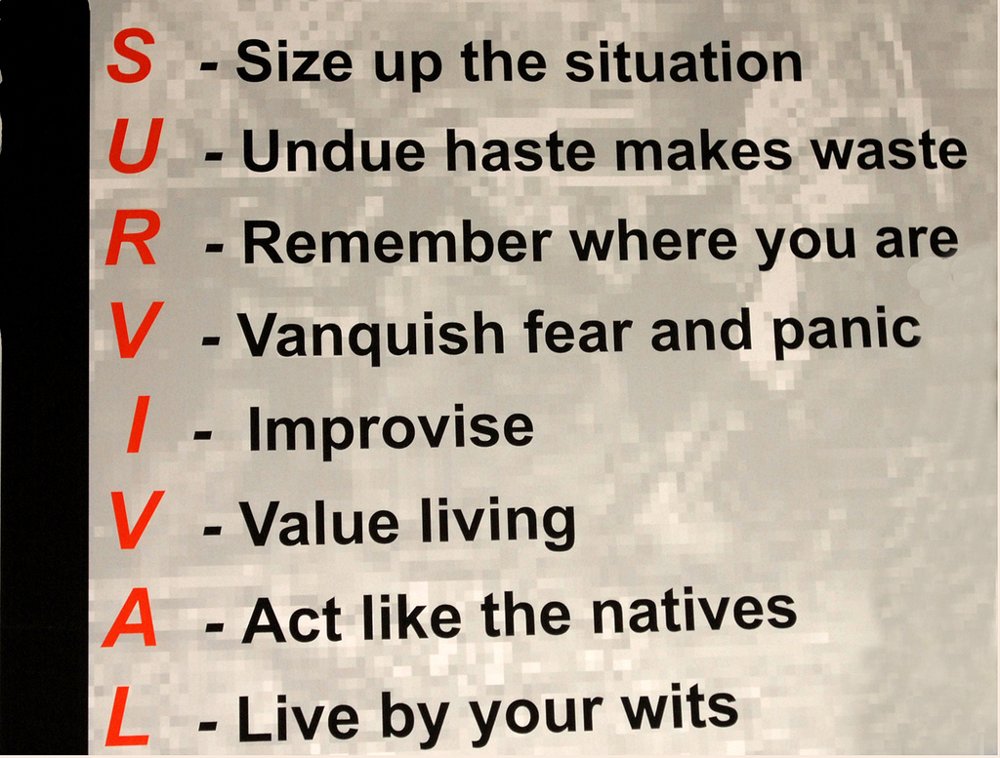 S - Size up the situation
U - Undue haste makes waste
R - Remember where you are
V - Vanquish fear and panic
I - Improvise
V - Value living
A - Act like the natives
L - Live by your wits